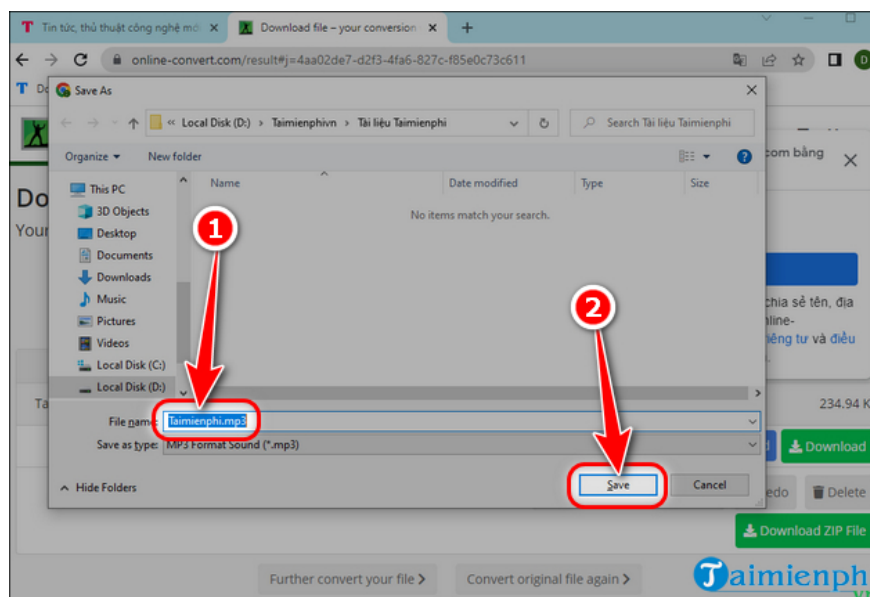 T Tin tức, thủ thuật công nghệ mớ
Download file – your conversion
online-convert.com/result#j=4aa02de7-d2f3-4fa6-827c-f85e0c73c611
D
T Do
Save As
« Local Disk (D:) › Taimienphivn › Tài liệu Taimienphi
Search Tài liệu Taimienphi
Organize
New folder
com bằng
This PC
3D Objects
Desktop
Documents
Downloads
Music
Pictures
Videos
Local Disk (C:)
Local Disk (D:)
Name
Date modified
Type
Size
No items match your search.
1
2
Do
Your
chia sẻ tên, địa
nline-
riêng tư và điều
Ta
234.94 K
File name:
Taimienphi.mp3
Save as type:
MP3 Format Sound (*.mp3)
Download
Hide Folders
Save
Cancel
edo
Delete
Download ZIP File
Further convert your file
Convert original file again
Taimienph